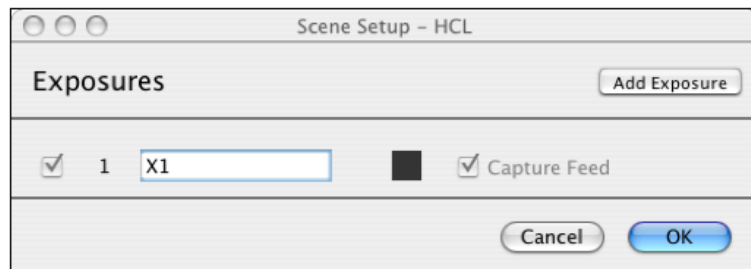 Scene Setup – HCL
Exposures
Add Exposure
1 X1 Capture Feed
Cancel OK